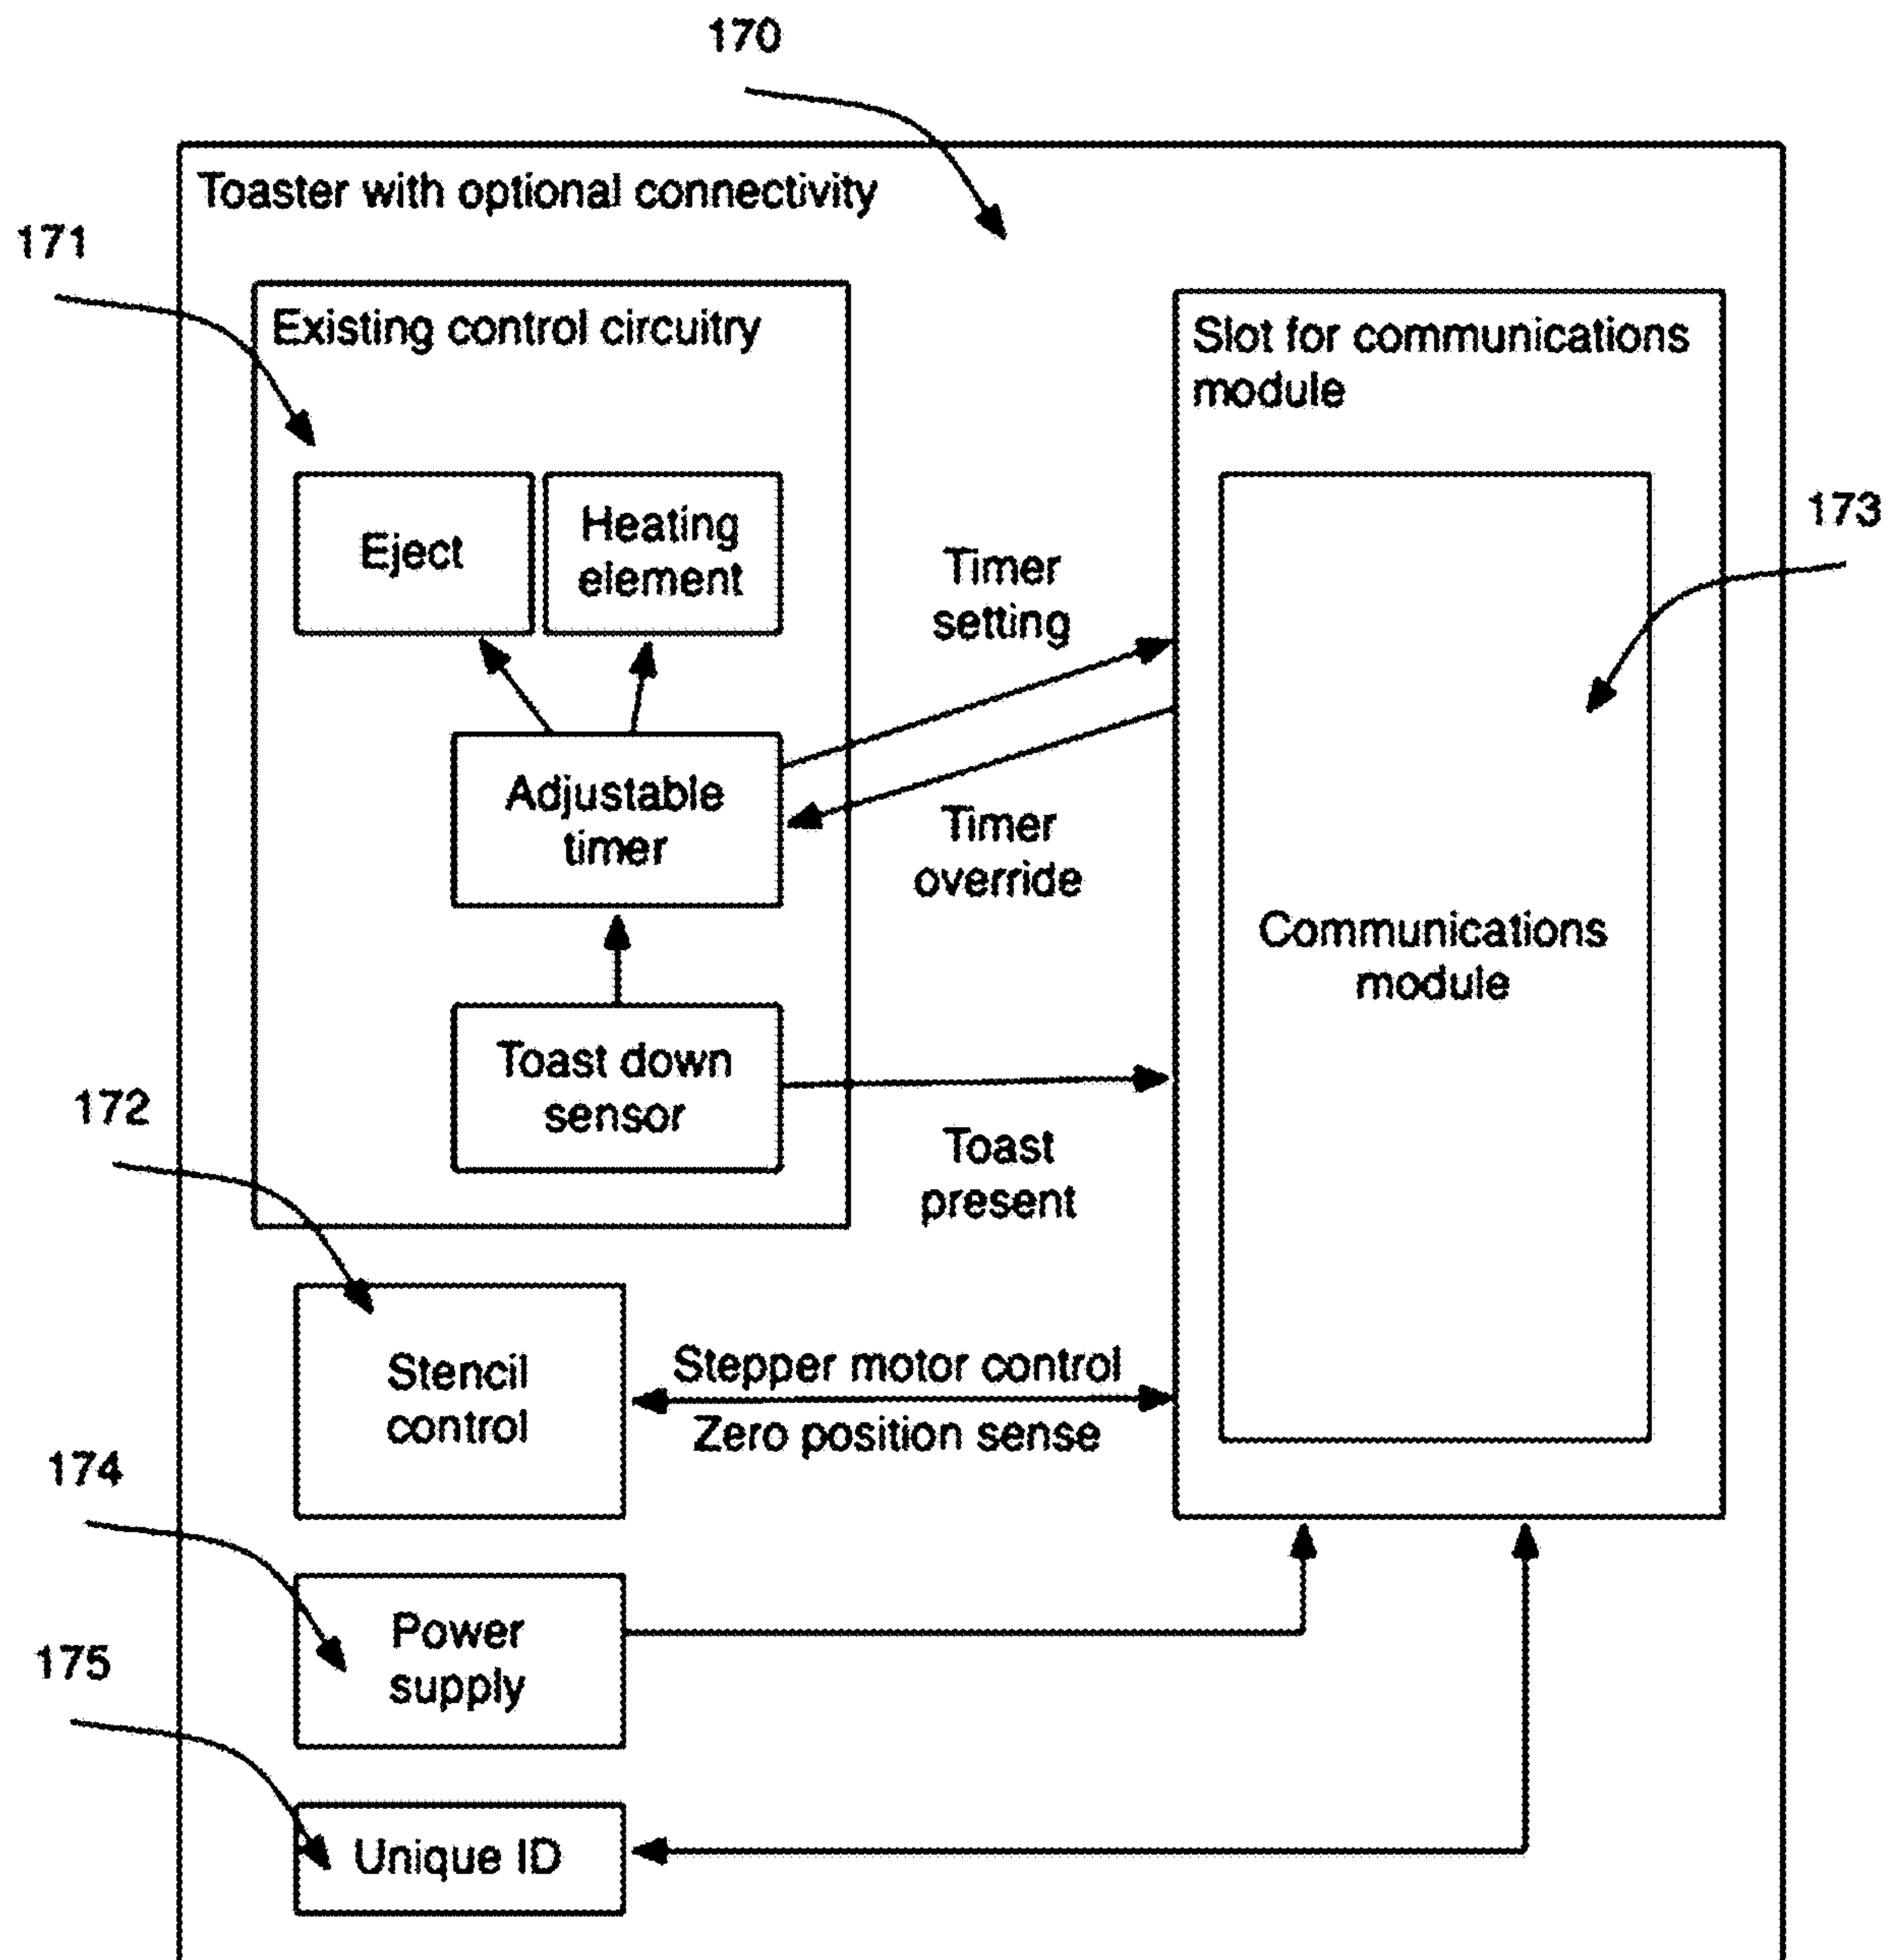 170
Toaster with optional connectivity
171
Existing control circuitry
Slot for communications
module
Eject
Heating
element
173
Timer
setting
Adjustable
timer
Timer
override
Communications
module
Toast down
sensor
172
Toast
present
Stencil
control
Stepper motor control
Zero position sense
174
Power
supply
175
Unique ID